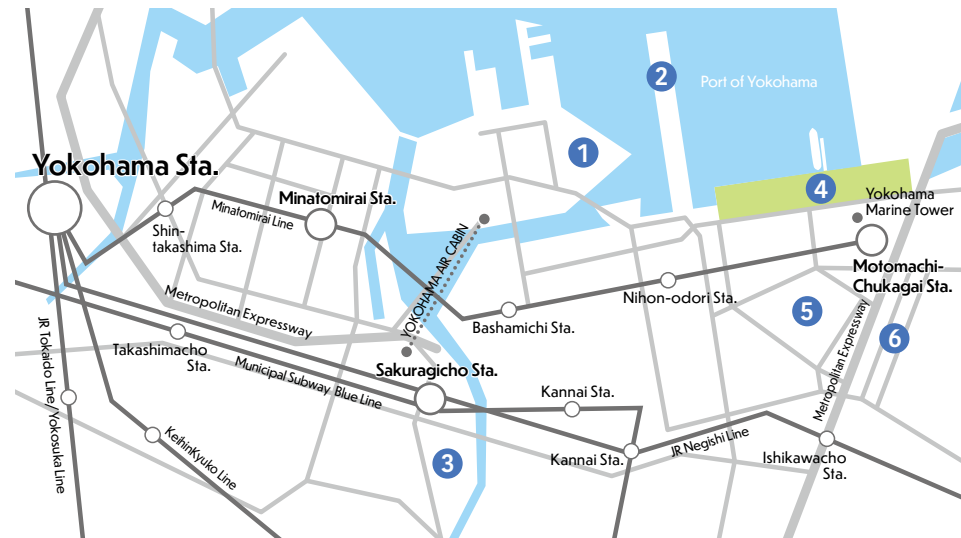 2
Port of Yokohama
1
Yokohama Sta.
4
Minatomirai Sta.
Yokohama
Marine Tower
Minatomirai Line
Shin-
takashima Sta.
YOKOHAMA AIR CABIN
Motomachi-
Chukagai Sta.
Metropolitan Expressway
Nihon-odori Sta.
5
Bashamichi Sta.
6
Takashimacho
Sta.
Metropolitan Expressway
Sakuragicho Sta.
Municipal Subway Blue Line
Kannai Sta.
JR Tokaido Line/Yokosuka Line
KeihinKyuko Line
3
Kannai Sta.
JR Negishi Line
Ishikawacho
Sta.